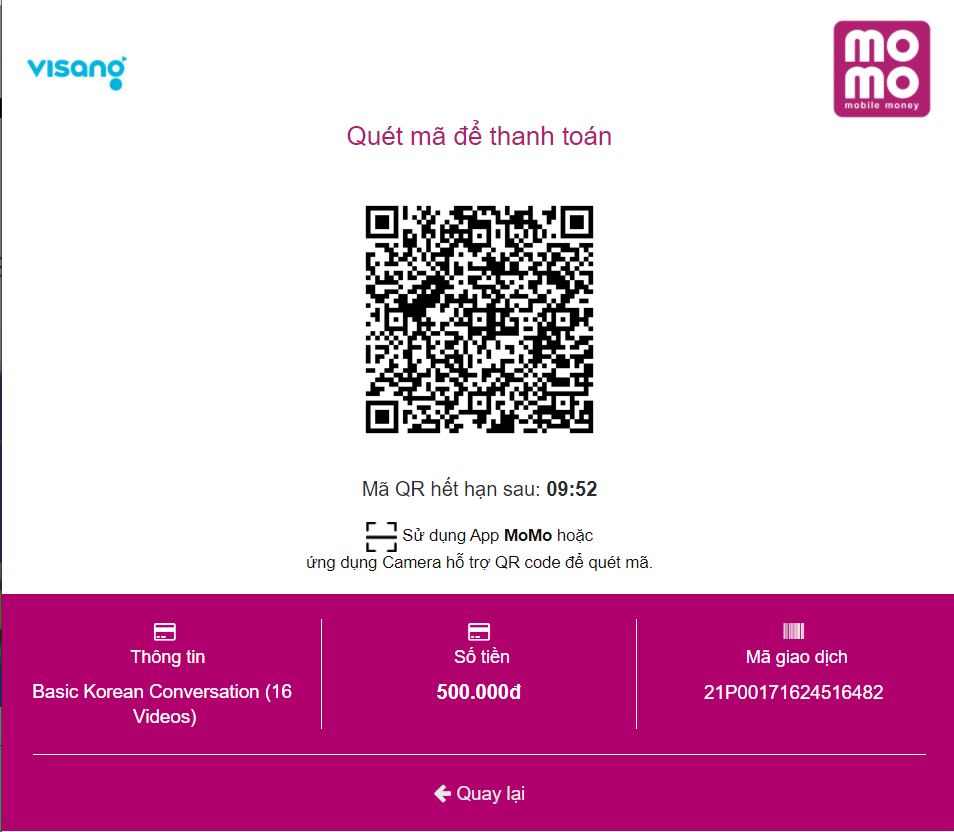 visang
mo
mo
mobile money
Quét mã để thanh toán
Mã QR hết hạn sau: 09:52
Sử dụng App MoMo hoặc
ứng dụng Camera hỗ trợ QR code để quét mã.
Thông tin
Basic Korean Conversation (16
Videos)
Số tiền
500.000đ
Mã giao dịch
21P00171624516482
Quay lại